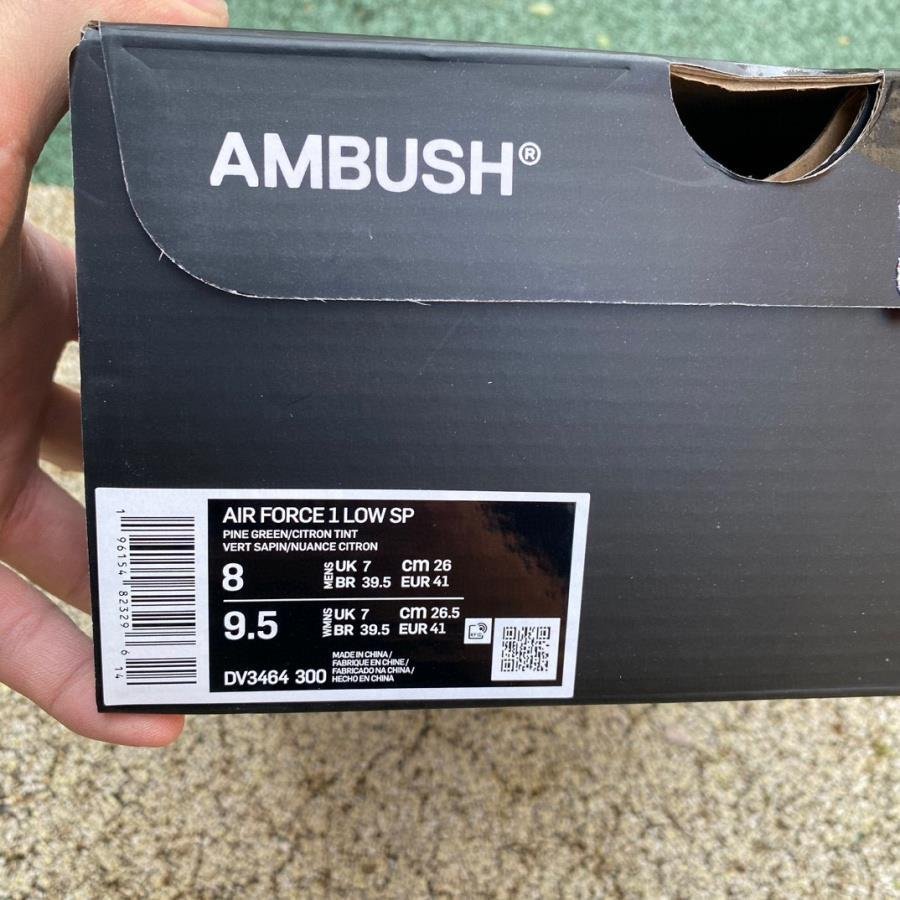 AMBUSH®
AIR FORCE 1 LOW SP
PINE GREEN/CITRON TINT
VERT SAPIN/NUANCE CITRON
8 MENS UK 7 cm 26
BR 39.5 EUR 41
9.5 WMNS UK 7 cm 26.5
BR 39.5 EUR 41
RFID
DV3464 300
MADE IN CHINA /
FABRIQUE EN CHINE /
FABRICADO NA CHINA /
HECHO EN CHINA
1 96154 82329 6 14